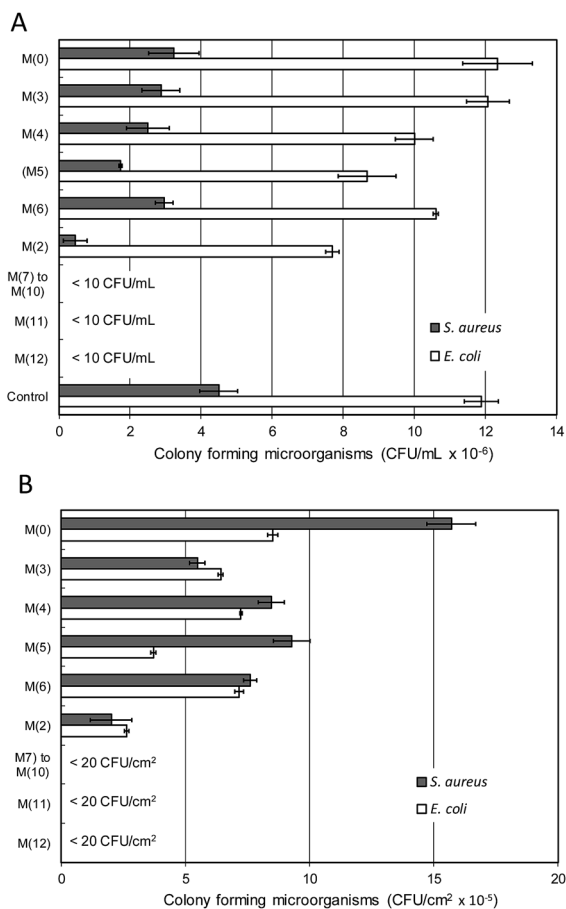 A
M(0)
M(3)
M(4)
(M5)
M(6)
M(2)
M(7) to
M(10)
< 10 CFU/mL
M(11)
< 10 CFU/mL
M(12)
< 10 CFU/mL
S. aureus
E. coli
Control
0 2 4 6 8 10 12 14
Colony forming microorganisms (CFU/mL x 10-6)
B
M(0)
M(3)
M(4)
M(5)
M(6)
M(2)
M7) to
M(10)
< 20 CFU/cm²
M(11)
< 20 CFU/cm²
M(12)
< 20 CFU/cm²
S. aureus
E. coli
0 5 10 15 20
Colony forming microorganisms (CFU/cm² x 10-5)